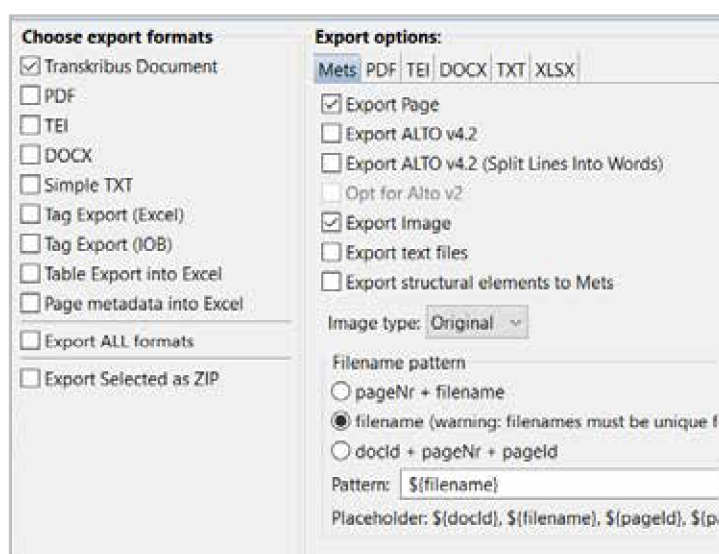 Choose export formats
Transkribus Document
PDF
TEI
DOCX
Simple TXT
Tag Export (Excel)
Tag Export (IOB)
Table Export into Excel
Page metadata into Excel
Export ALL formats
Export Selected as ZIP
Export options:
Mets PDF TEI DOCX TXT XLSX
Export Page
Export ALTO v4.2
Export ALTO v4.2 (Split Lines Into Words)
Opt for Alto v2
Export Image
Export text files
Export structural elements to Mets
Image type: Original
Filename pattern
pageNr + filename
filename (warning: filenames must be unique f
docId + pageNr + pageId
Pattern: ${filename}
Placeholder: ${docId}, ${filename}, ${pageId}, ${pa